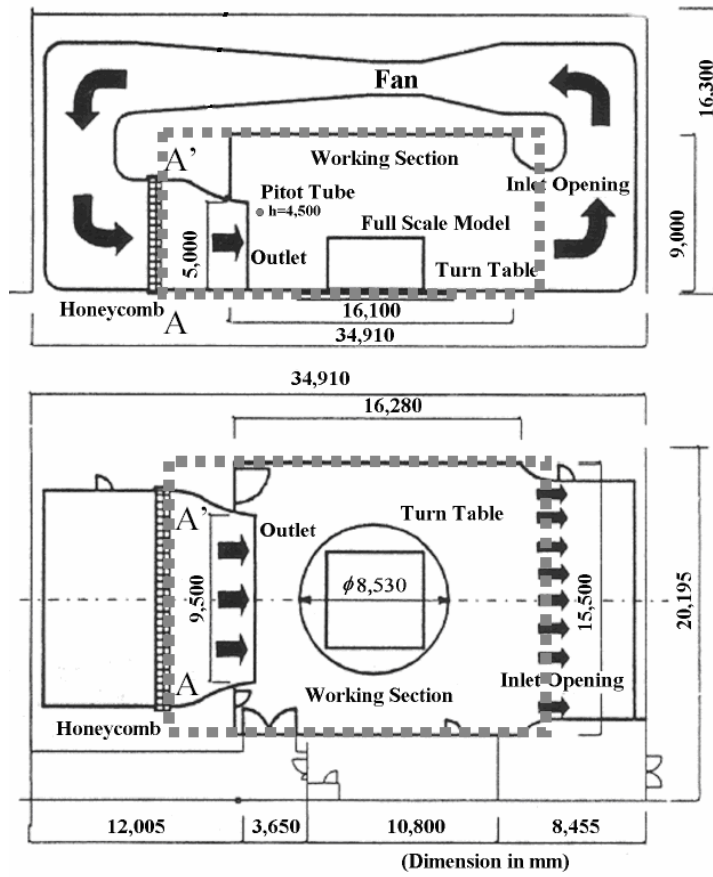 Fan
16,300
A'
Working Section
Inlet Opening
Pitot Tube
h=4,500
Full Scale Model
9,000
5,000
Outlet
Turn Table
Honeycomb
A
16,100
34,910
34,910
16,280
A'
Outlet
Turn Table
9,500
ϕ8,530
15,500
20,195
A
Inlet Opening
Working Section
Honeycomb
12,005
3,650
10,800
8,455
(Dimension in mm)